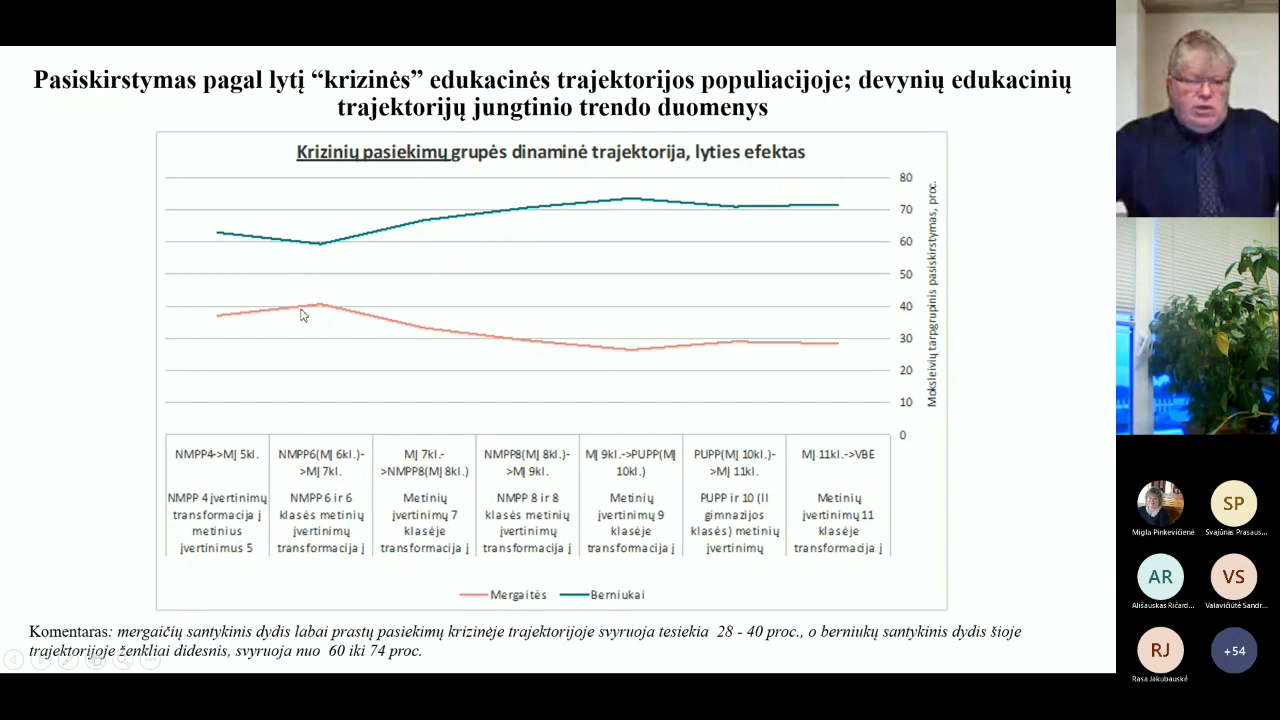 Pasiskirstymas pagal lytį “krizinės” edukacinės trajektorijos populiacijoje; devynių edukacinių
trajektorijų jungtinio trendo duomenys
Krizinių pasiekimų grupės dinaminė trajektorija, lyties efektas
80
70
60
50
40
30
20
10
0
Moksleivių tarpgrupinis pasiskirstymas, proc.
NMPP4->MĮ 5kl.
NMPP6(MĮ 6kl.)-
>MĮ 7kl.
MĮ 7kl.-
>NMPP8(MĮ 8kl.)
NMPP8(MĮ 8kl.)-
>MĮ 9kl.
MĮ 9kl.->PUPP(MĮ
10kl.)
PUPP(MĮ 10kl.)-
>MĮ 11kl.
MĮ 11kl.->VBE
NMPP 4 įvertinimų
transformacija į
metinius
įvertinimus 5
NMPP 6 ir 6
klasės metinių
įvertinimų
transformacija į
Metinių
įvertinimų 7
klasėje
transformacija į
NMPP 8 ir 8
klasės metinių
įvertinimų
transformacija į
Metinių
įvertinimų 9
klasėje
transformacija į
PUPP ir 10 (II
gimnazijos
klasės) metinių
įvertinimų
Metinių
įvertinimų 11
klasėje
transformacija į
Mergaitės
Berniukai
Komentaras: mergaičių santykinis dydis labai prastų pasiekimų krizinėje trajektorijoje svyruoja tesiekia 28 - 40 proc., o berniukų santykinis dydis šioje
trajektorijoje ženkliai didesnis, svyruoja nuo 60 iki 74 proc.
Migla Pinkevičienė
SP
Svajūnas Prasaus...
AR
Ališauskas Ričard...
VS
Valavičiūtė Sandr...
RJ
Rasa Jakubauskė
+54